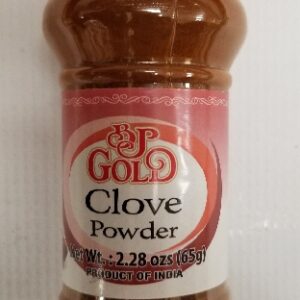 BJP
GOLD
Clove
Powder
Net Wt. : 2.28 ozs (65g)
PRODUCT OF INDIA